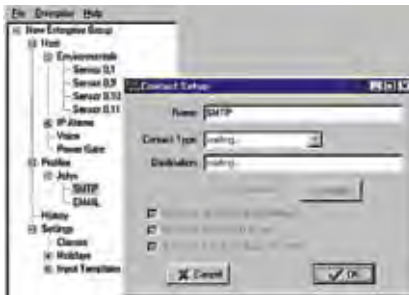 File Enterprise Help
New Enterprise Group
Host
Environmentals
Sensor 0.1
Sensor 0.9
Sensor 0.10
Sensor 0.11
IP Alarms
Voice
Power Gate
Profiles
John
SMTP
EMAIL
History
Settings
Classes
Holidays
Input Templates
Contact Setup
Name: SMTP
Contact Type: waiting...
Destination: waiting...
Cancel
OK